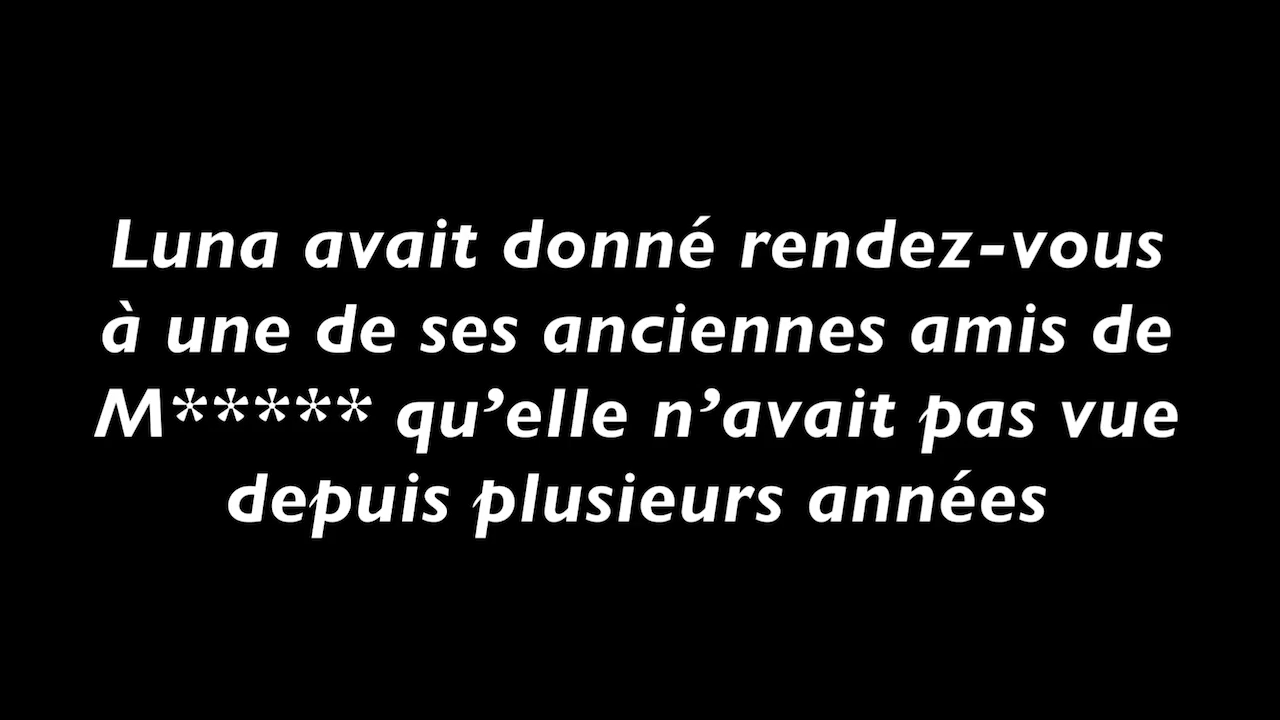 Luna avait donné rendez-vous
à une de ses anciennes amis de
M***** qu’elle n’avait pas vue
depuis plusieurs années